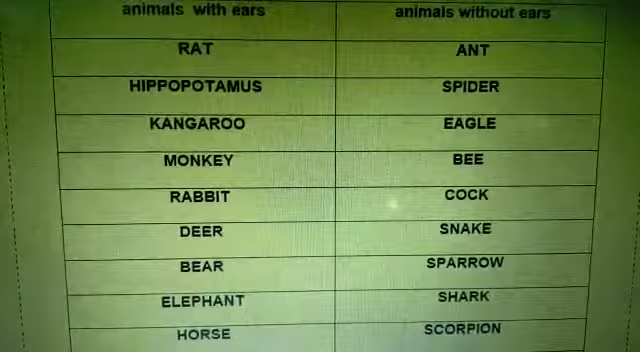 animals with ears animals without ears
RAT ANT
HIPPOPOTAMUS SPIDER
KANGAROO EAGLE
MONKEY BEE
RABBIT COCK
DEER SNAKE
BEAR SPARROW
ELEPHANT SHARK
HORSE SCORPION